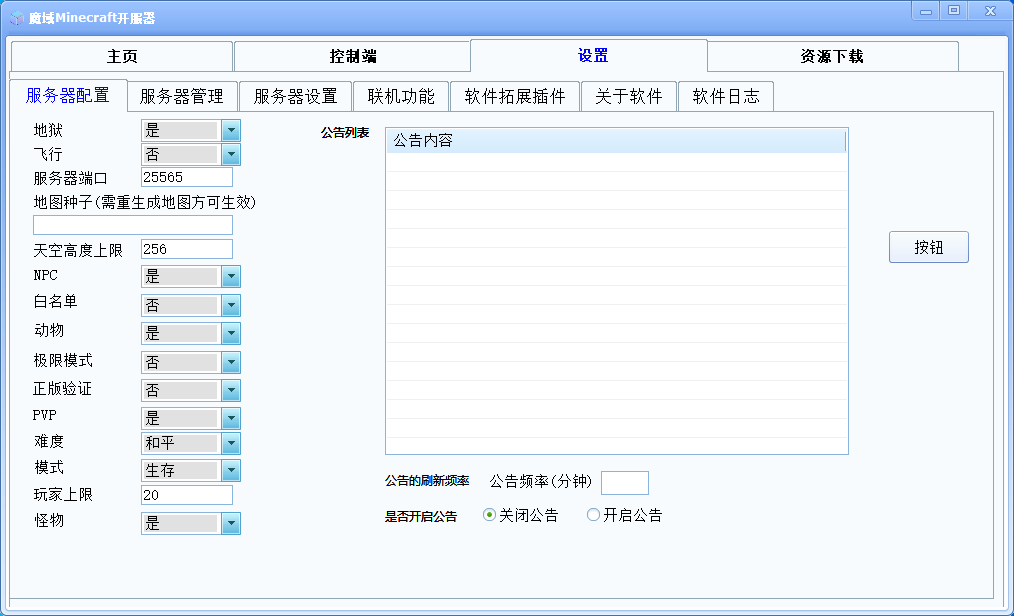 魔域Minecraft开服器
主页 控制端 设置 资源下载
服务器配置 服务器管理 服务器设置 联机功能 软件拓展插件 关于软件 软件日志
地狱 是
飞行 否
服务器端口 25565
地图种子(需重生成地图方可生效)
天空高度上限 256
NPC 是
白名单 否
动物 是
极限模式 否
正版验证 否
PVP 是
难度 和平
模式 生存
玩家上限 20
怪物 是
公告列表
公告内容
按钮
公告的刷新频率 公告频率(分钟)
是否开启公告 关闭公告 开启公告